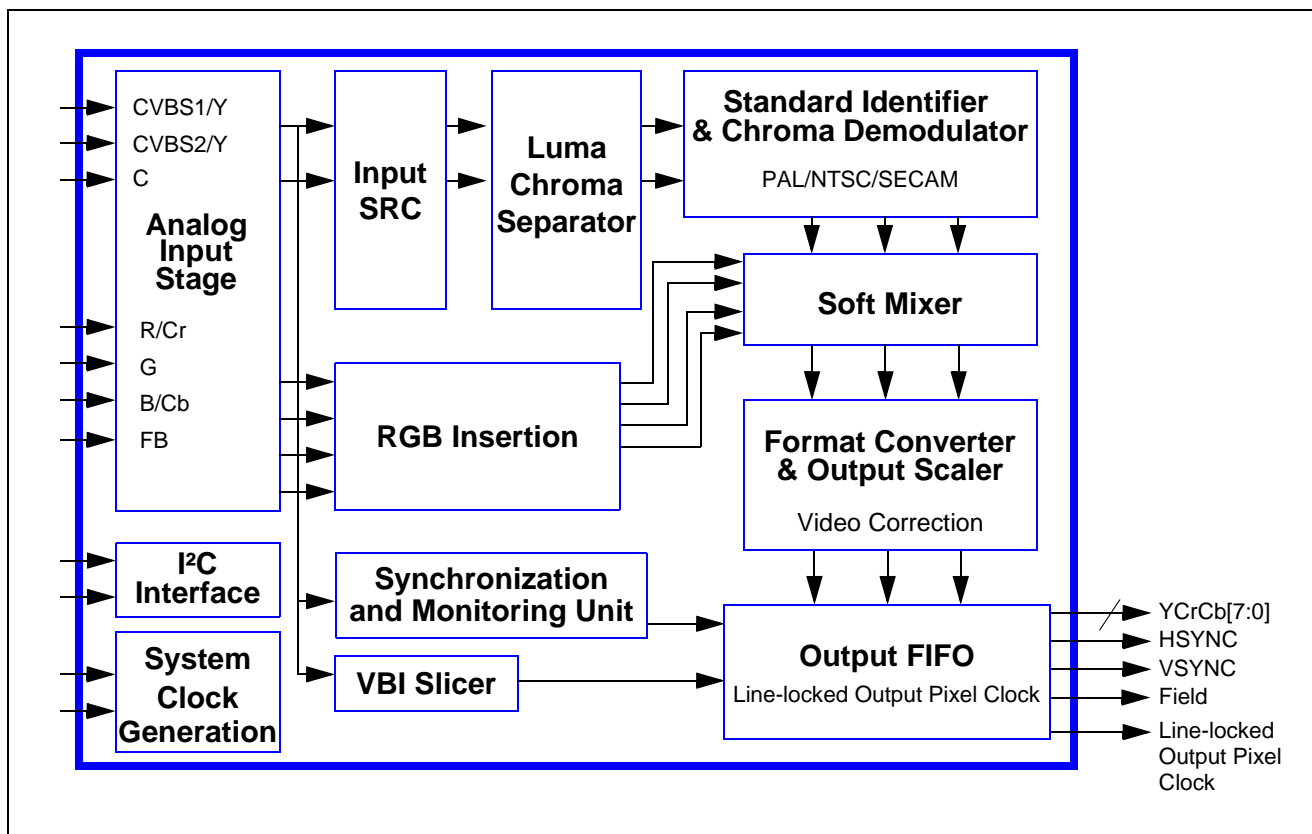 CVBS1/Y
CVBS2/Y
C
Analog
Input
Stage
R/Cr
G
B/Cb
FB
Input
SRC
Luma
Chroma
Separator
Standard Identifier
& Chroma Demodulator
PAL/NTSC/SECAM
Soft Mixer
RGB Insertion
Format Converter
& Output Scaler
Video Correction
I²C
Interface
Synchronization
and Monitoring Unit
System
Clock
Generation
VBI Slicer
Output FIFO
Line-locked Output Pixel Clock
YCrCb[7:0]
HSYNC
VSYNC
Field
Line-locked
Output Pixel
Clock